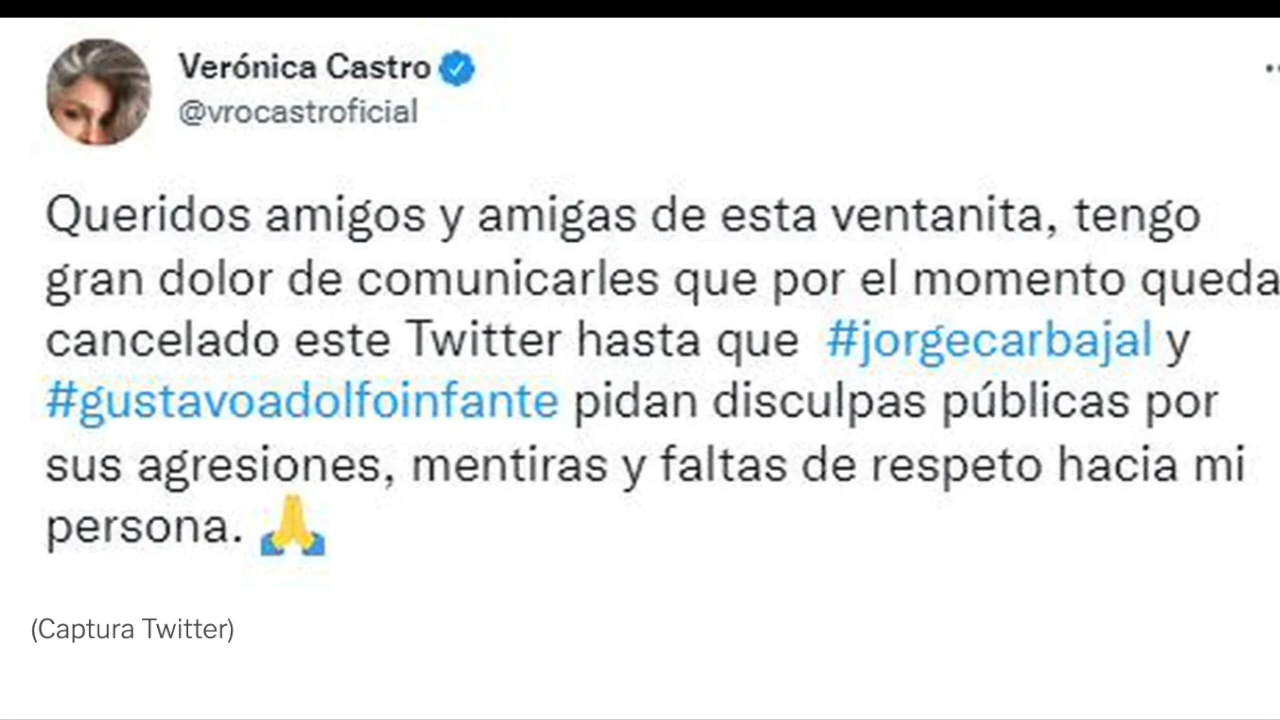 Verónica Castro
@vrocastroficial
Queridos amigos y amigas de esta ventanita, tengo
gran dolor de comunicarles que por el momento queda
cancelado este Twitter hasta que #jorgecarbajal y
#gustavoadolfoinfante pidan disculpas públicas por
sus agresiones, mentiras y faltas de respeto hacia mi
persona. 🙏
(Captura Twitter)